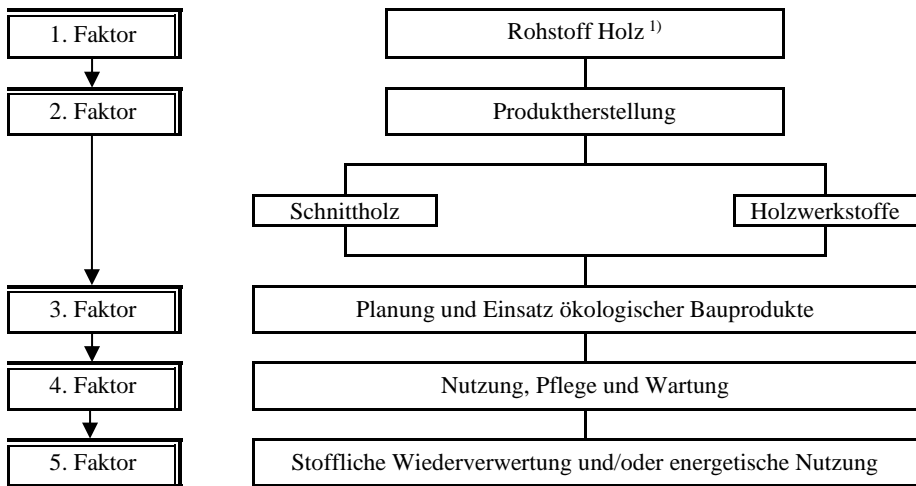 1. Faktor
Rohstoff Holz 1)
2. Faktor
Produktherstellung
Schnittholz
Holzwerkstoffe
3. Faktor
Planung und Einsatz ökologischer Bauprodukte
4. Faktor
Nutzung, Pflege und Wartung
5. Faktor
Stoffliche Wiederverwertung und/oder energetische Nutzung